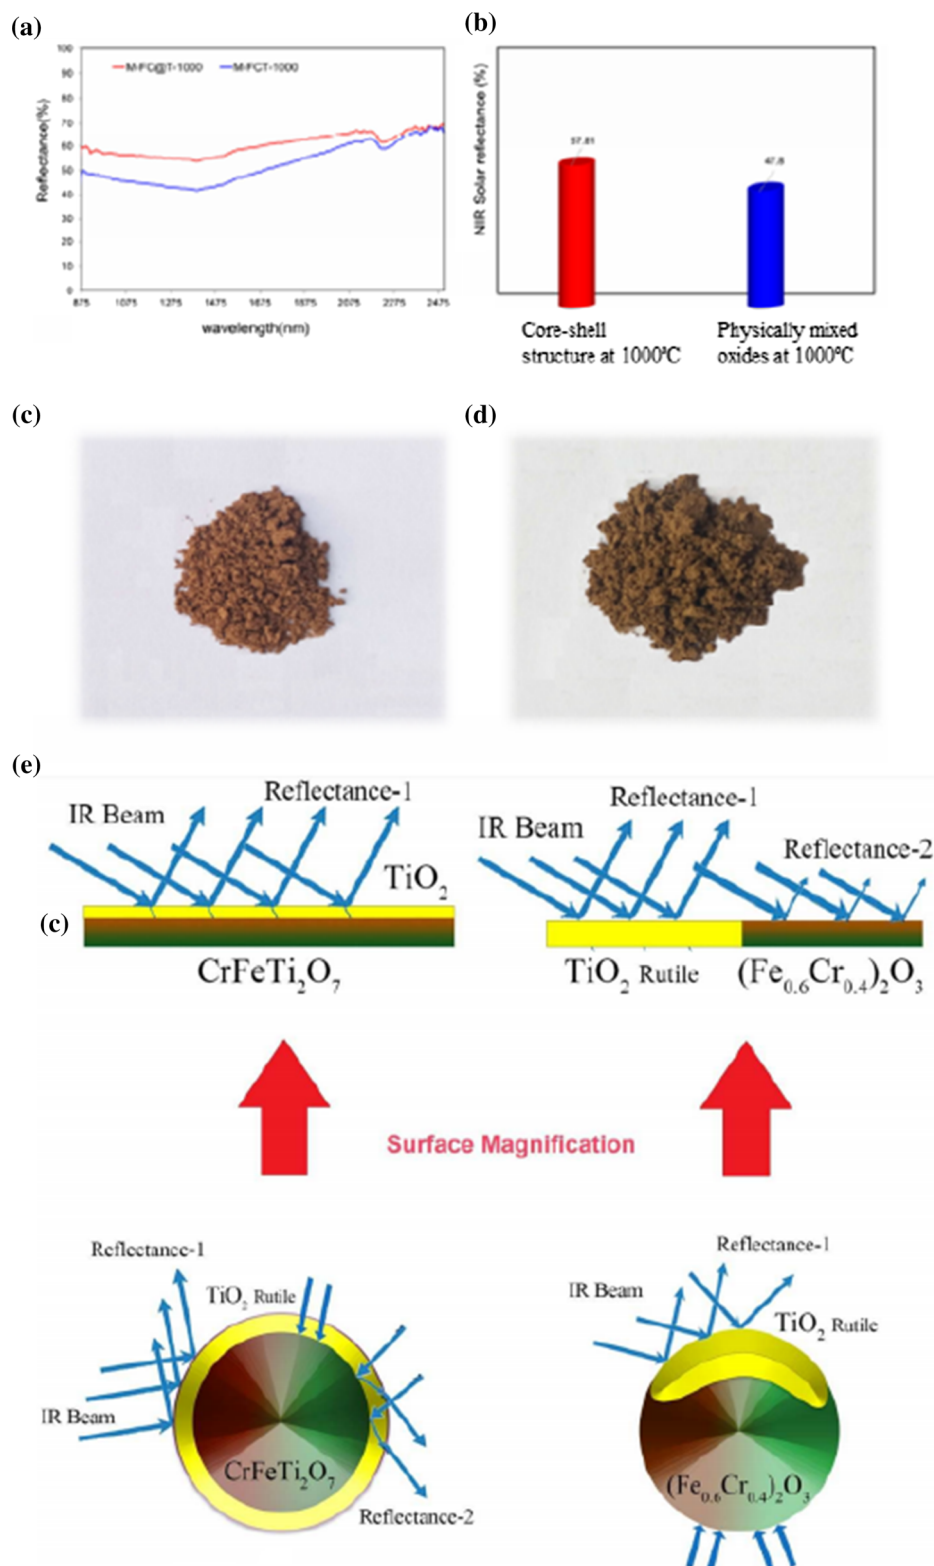 (a)
100
90
80
70
60
50
40
30
20
10
0
Reflectance(%)
M-FC@T-1000 M-FCT-1000
875 1075 1275 1475 1675 1875 2075 2275 2475
wavelength(nm)
(b)
NIR Solar reflectance (%)
57.81
47.8
Core-shell
structure at 1000°C
Physically mixed
oxides at 1000°C
(c)
(d)
(e)
IR Beam
Reflectance-1
TiO₂
(c)
CrFeTi₂O₇
IR Beam
Reflectance-1
Reflectance-2
TiO₂ Rutile
(Fe₀.₆Cr₀.₄)₂O₃
Surface Magnification
Reflectance-1
TiO₂ Rutile
IR Beam
CrFeTi₂O₇
Reflectance-2
Reflectance-1
IR Beam
TiO₂ Rutile
(Fe₀.₆Cr₀.₄)₂O₃